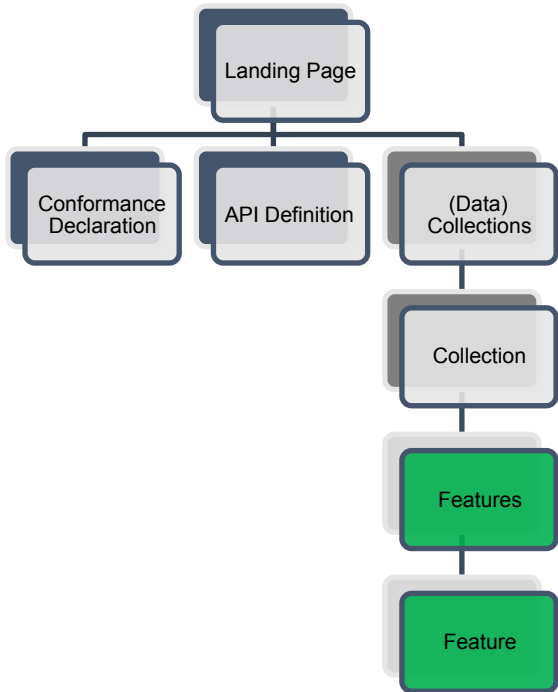 Landing Page
Conformance
Declaration
API Definition
(Data)
Collections
Collection
Features
Feature